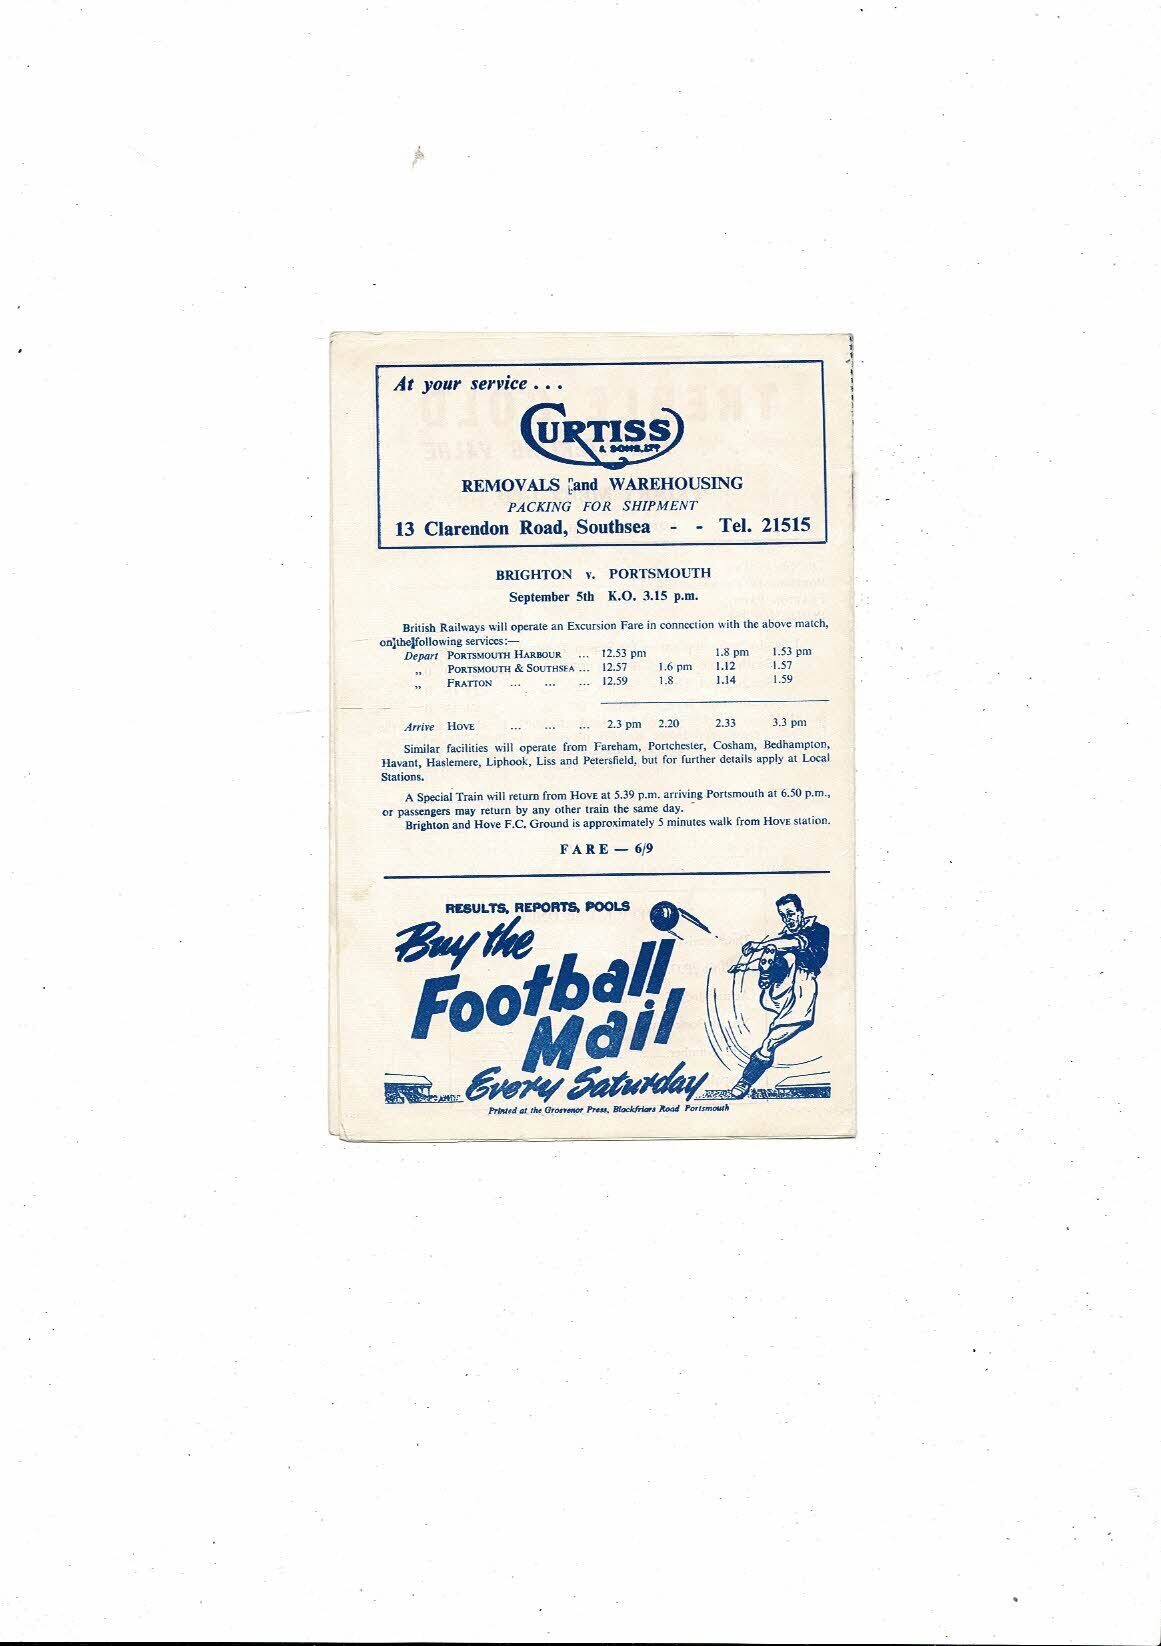 At your service . . .
CURTISS
& SONS, LTD
REMOVALS and WAREHOUSING
PACKING FOR SHIPMENT
13 Clarendon Road, Southsea - - Tel. 21515
BRIGHTON v. PORTSMOUTH
September 5th K.O. 3.15 p.m.
British Railways will operate an Excursion Fare in connection with the above match,
on the following services:—
Depart PORTSMOUTH HARBOUR ... 12.53 pm 1.8 pm 1.53 pm
„ PORTSMOUTH & SOUTHSEA ... 12.57 1.6 pm 1.12 1.57
„ FRATTON ... ... ... 12.59 1.8 1.14 1.59
Arrive HOVE ... ... ... 2.3 pm 2.20 2.33 3.3 pm
Similar facilities will operate from Fareham, Portchester, Cosham, Bedhampton,
Havant, Haslemere, Liphook, Liss and Petersfield, but for further details apply at Local
Stations.
A Special Train will return from HOVE at 5.39 p.m. arriving Portsmouth at 6.50 p.m.,
or passengers may return by any other train the same day.
Brighton and Hove F.C. Ground is approximately 5 minutes walk from HOVE station.
FARE — 6/9
RESULTS, REPORTS, POOLS
Buy the
Football
Mail
Every Saturday
Printed at the Grosvenor Press, Blackfriars Road Portsmouth